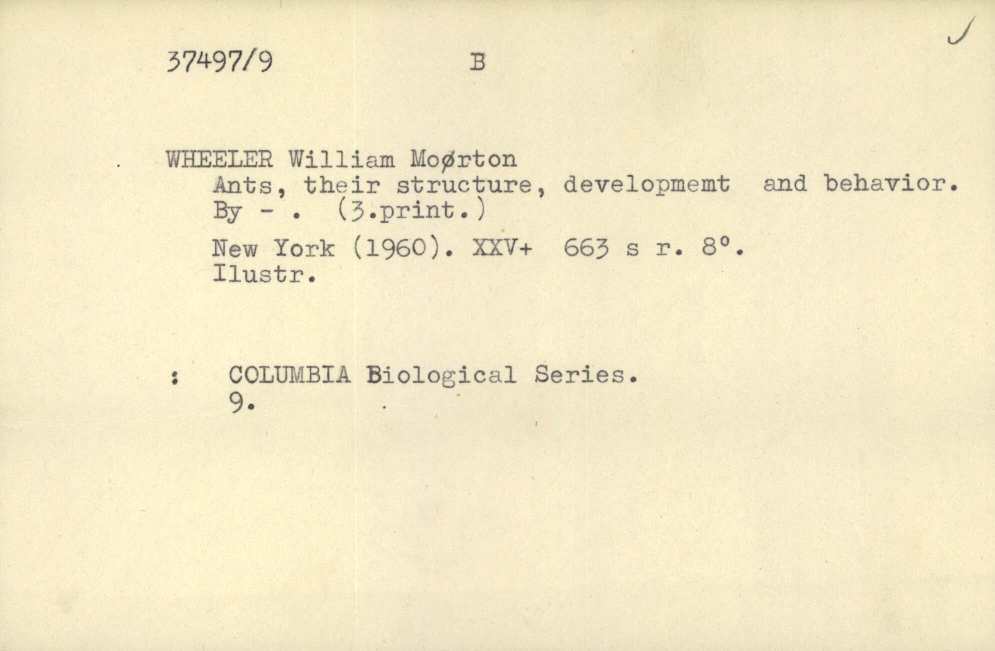 37497/9 B
WHEELER William Moørton
Ants, their structure, developmemt and behavior.
By - . (3.print.)
New York (1960). XXV+ 663 s r. 8°.
Ilustr.
: COLUMBIA Biological Series.
9.